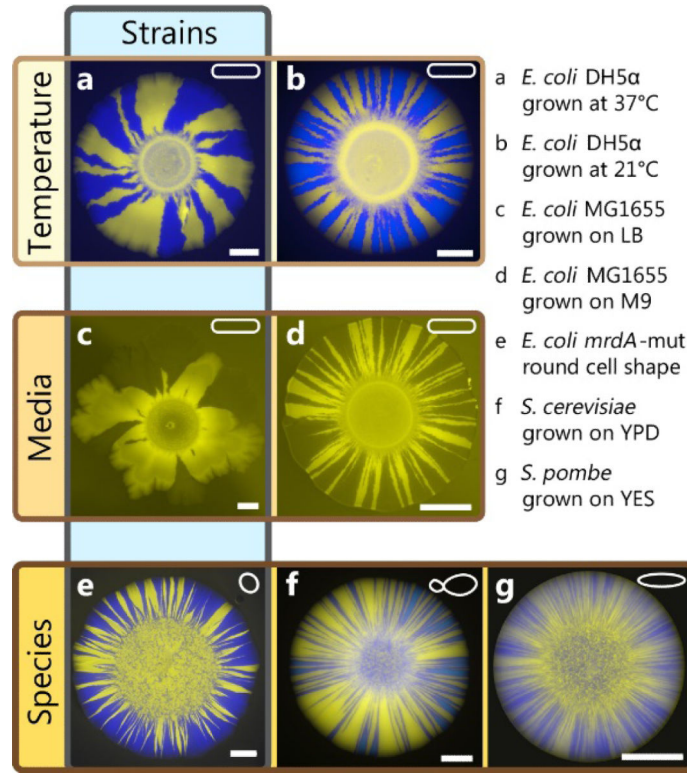 Strains
Temperature
a
b
Media
c
d
Species
e
f
g
a E. coli DH5α
grown at 37°C
b E. coli DH5α
grown at 21°C
c E. coli MG1655
grown on LB
d E. coli MG1655
grown on M9
e E. coli mrdA-mut
round cell shape
f S. cerevisiae
grown on YPD
g S. pombe
grown on YES